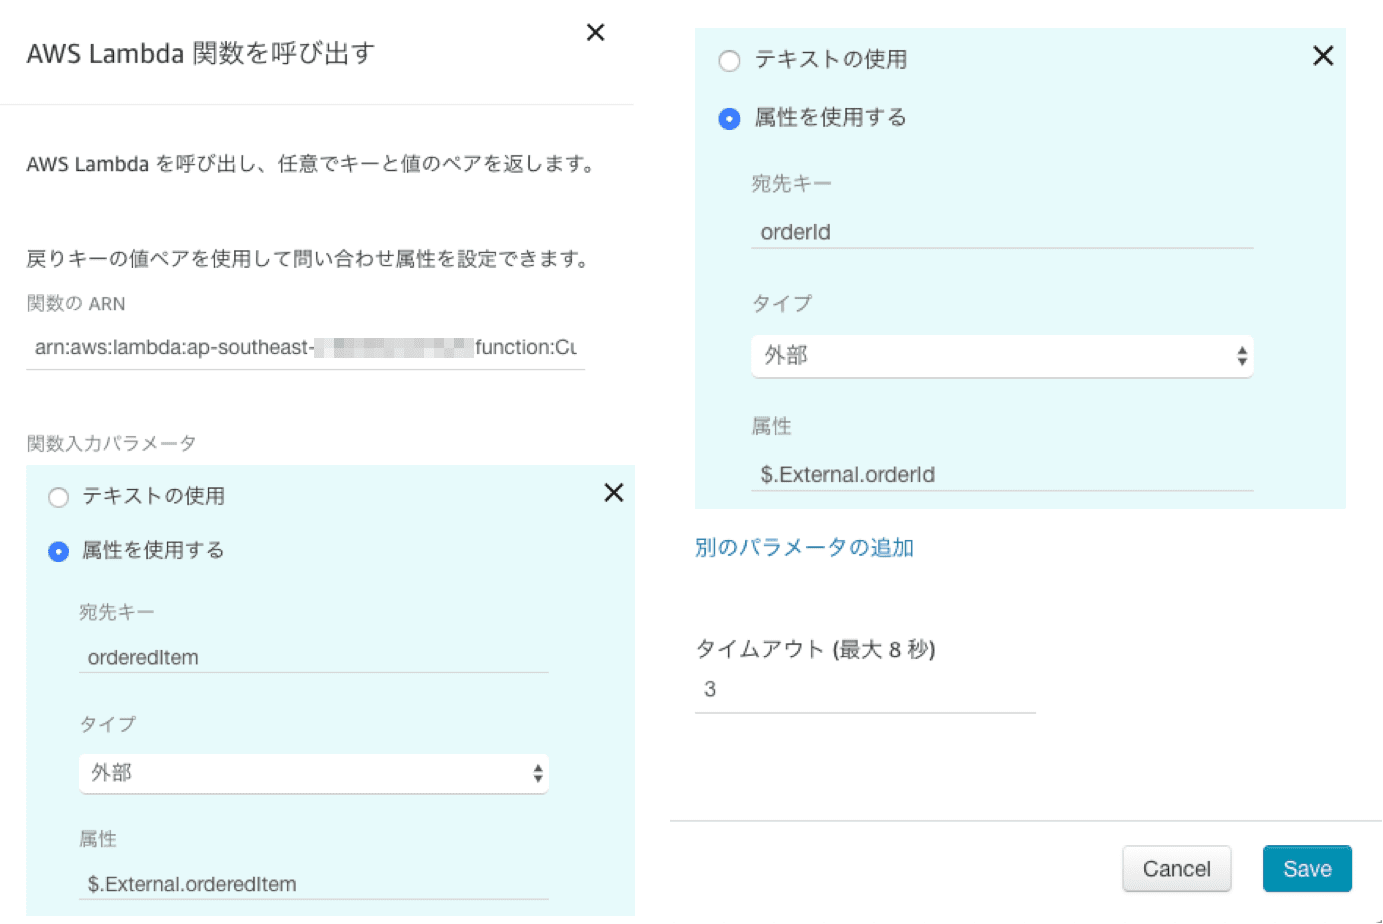 AWS Lambda 関数を呼び出す
AWS Lambda を呼び出し、任意でキーと値のペアを返します。
戻りキーの値ペアを使用して問い合わせ属性を設定できます。
関数の ARN
arn:aws:lambda:ap-southeast- function:Cu
関数入力パラメータ
テキストの使用
属性を使用する
宛先キー
orderedItem
タイプ
外部
属性
$.External.orderedItem
テキストの使用
属性を使用する
宛先キー
orderId
タイプ
外部
属性
$.External.orderId
別のパラメータの追加
タイムアウト (最大 8 秒)
3
Cancel
Save